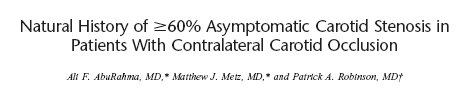 Natural History of ≥60% Asymptomatic Carotid Stenosis in
Patients With Contralateral Carotid Occlusion
Ali F. AbuRahma, MD,* Matthew J. Metz, MD,* and Patrick A. Robinson, MD†